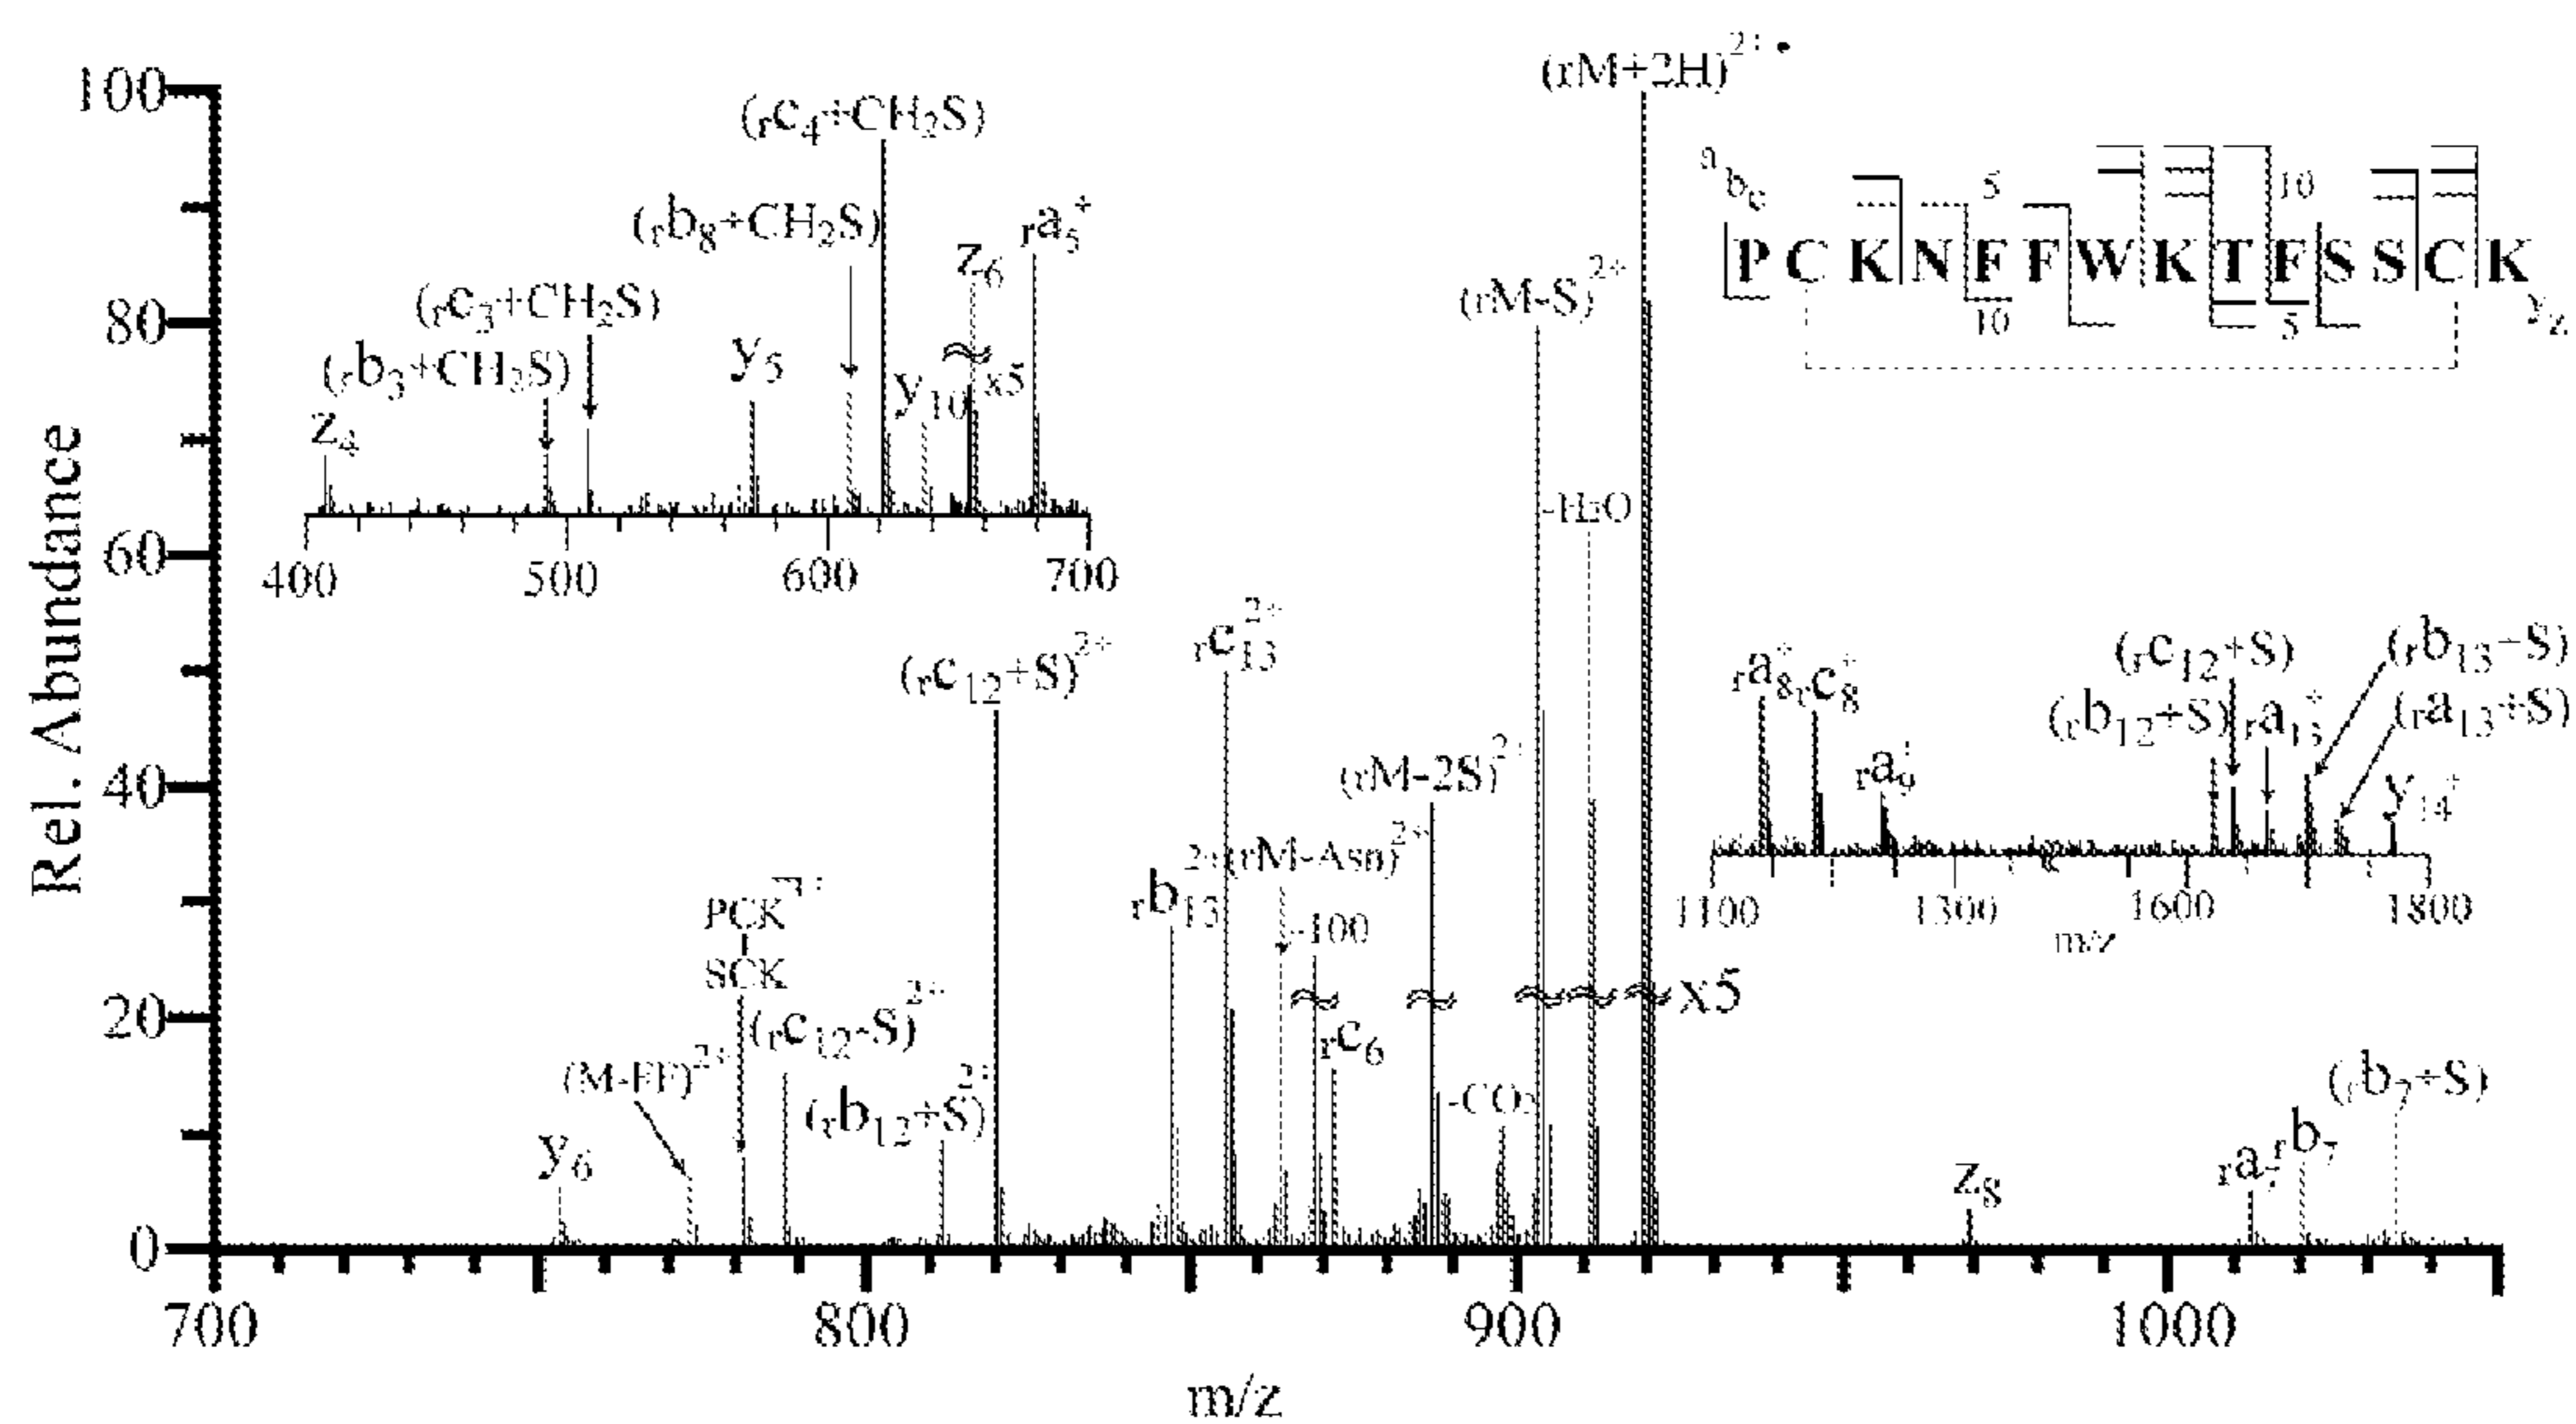 Rel. Abundance
100
80
60
40
20
0
700
800
900
1000
m/z
(rc4+CH2S)
(rb8+CH2S)
(rc3+CH2S)
(rb3+CH2S)
z4
y5
y10
z6
x5
ra5+
400
500
600
700
(rM+2H)2+•
(rM-S)2+
-H2O
a
b
c
5
10
P C K N F F W K T F S S C K
10
5
y
z
(rc12+S)2+
rc13 2+
rb13 2+
(rM-Asn)2+
-100
(rM-2S)2+
rc6
-CO2
x5
PCK
SCK
(rc12-S)2+
(M-FF)2+
(rb12+S)2+
y6
z8
rb7
(rb7+S)
ra8+
rc8+
ra9+
(rc12+S)
(rb12+S)
ra13+
(rb13-S)
(ra13+S)
y14+
1100
1300
1600
1800
m/z